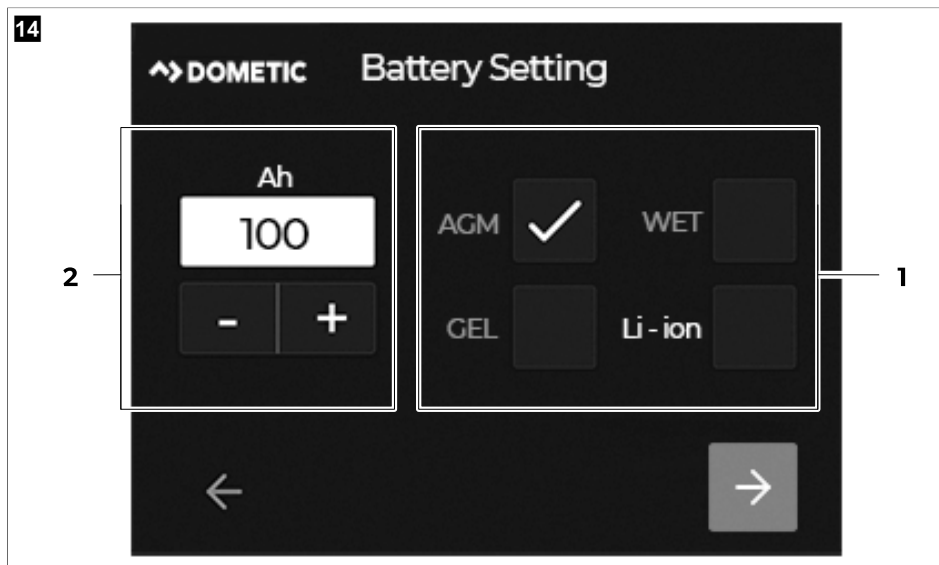 14
DOMETIC Battery Setting
Ah
100
- +
AGM WET
GEL Li - ion
2
1